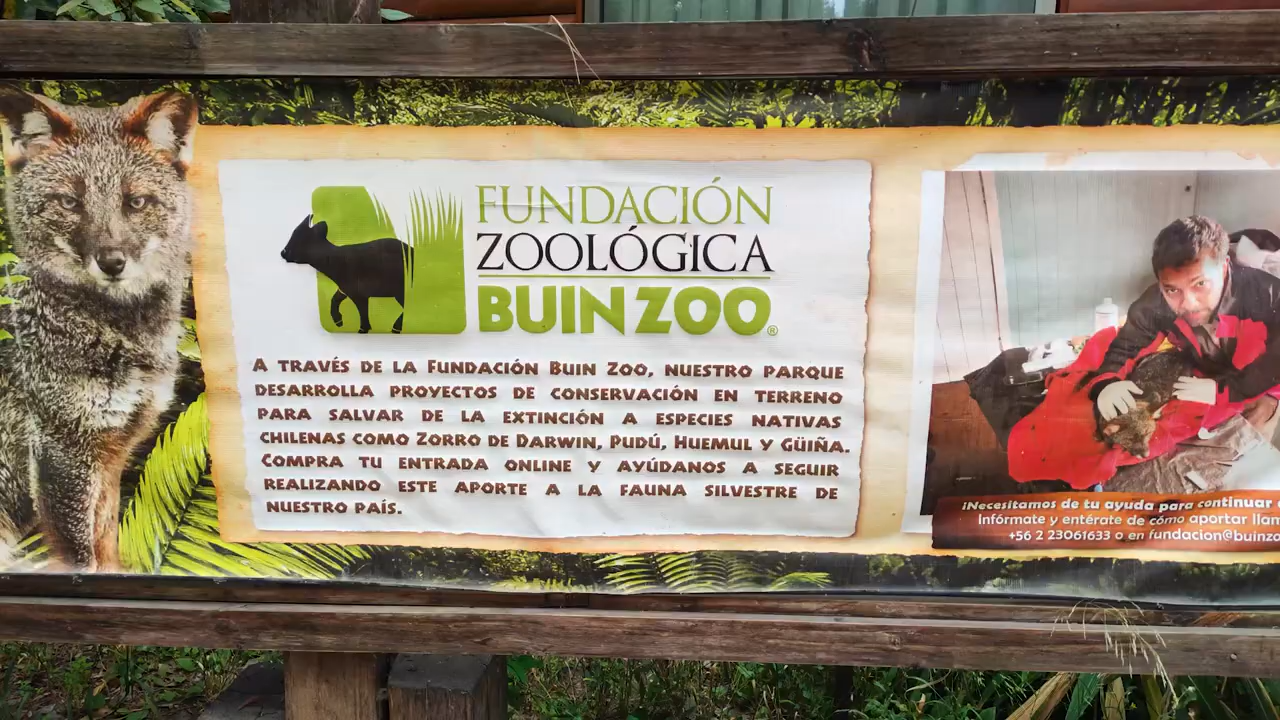 FUNDACIÓN
ZOOLÓGICA
BUIN ZOO®
A TRAVÉS DE LA FUNDACIÓN BUIN ZOO, NUESTRO PARQUE
DESARROLLA PROYECTOS DE CONSERVACIÓN EN TERRENO
PARA SALVAR DE LA EXTINCIÓN A ESPECIES NATIVAS
CHILENAS COMO ZORRO DE DARWIN, PUDÚ, HUEMUL Y GÜIÑA.
COMPRA TU ENTRADA ONLINE Y AYÚDANOS A SEGUIR
REALIZANDO ESTE APORTE A LA FAUNA SILVESTRE DE
NUESTRO PAÍS.
¡Necesitamos de tu ayuda para continuar
Infórmate y entérate de cómo aportar llam
+56 2 23061633 o en fundacion@buinzo